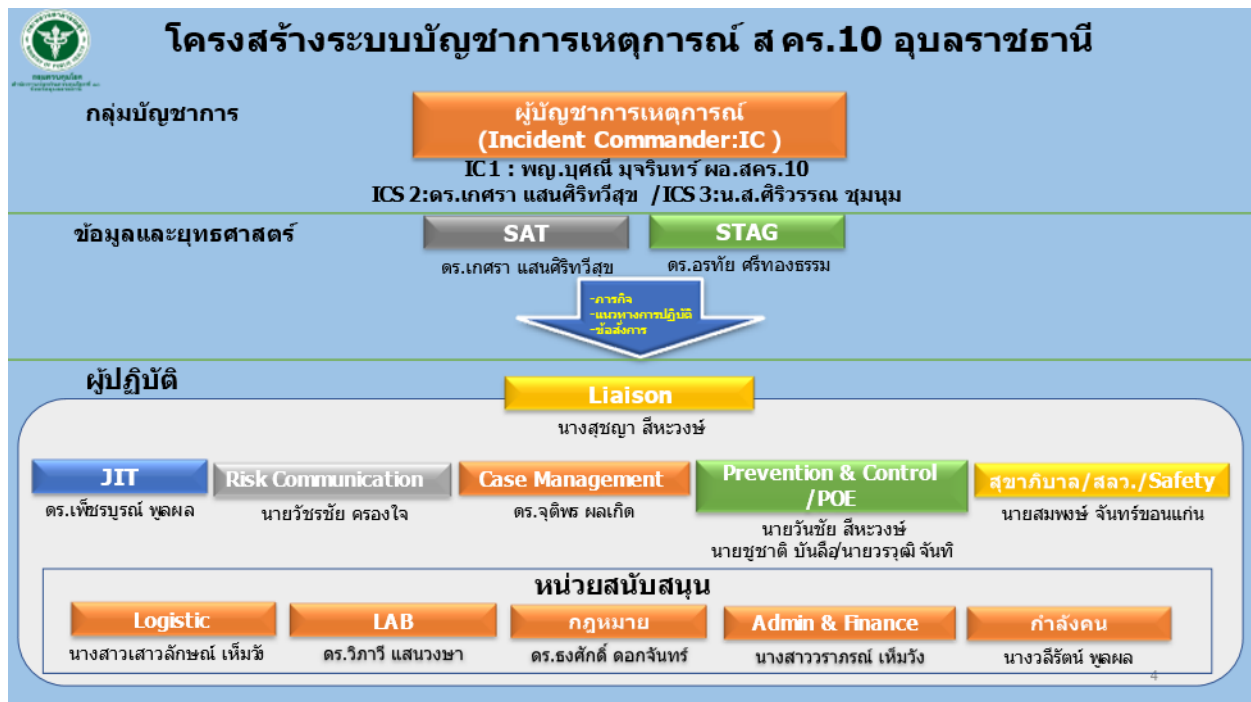 โครงสร้างระบบบัญชาการเหตุการณ์ สคร.10 อุบลราชธานี
กรมควบคุมโรค
กลุ่มบัญชาการ
ผู้บัญชาการเหตุการณ์
(Incident Commander:IC )
IC1 : พญ.บุศณี มุจรินทร์ ผอ.สคร.10
ICS 2:ดร.เกศรา แสนศิริทวีสุข /ICS 3:น.ส.ศิริวรรณ ชุมนุม
ข้อมูลและยุทธศาสตร์
SAT
STAG
ดร.เกศรา แสนศิริทวีสุข
ดร.อรทัย ศรีทองธรรม
-ภารกิจ
-แนวทางการปฏิบัติ
-ข้อสั่งการ
ผู้ปฏิบัติ
Liaison
นางสุชญา สีหะวงษ์
JIT
Risk Communication
Case Management
Prevention & Control
/POE
สุขาภิบาล/สลว./Safety
ดร.เพ็ชรบูรณ์ พูลผล
นายวัชรชัย ครองใจ
ดร.จุติพร ผลเกิด
นายวันชัย สีหะวงษ์
นายชูชาติ บันลือ/นายวรวุฒิ จันทิ
นายสมพงษ์ จันทร์ขอนแก่น
หน่วยสนับสนุน
Logistic
LAB
กฎหมาย
Admin & Finance
กำลังคน
นางสาวเสาวลักษณ์ เห็มวัง
ดร.วิภาวี แสนวงษา
ดร.ธงศักดิ์ ดอกจันทร์
นางสาววราภรณ์ เห็มวัง
นางวลีรัตน์ พูลผล
4